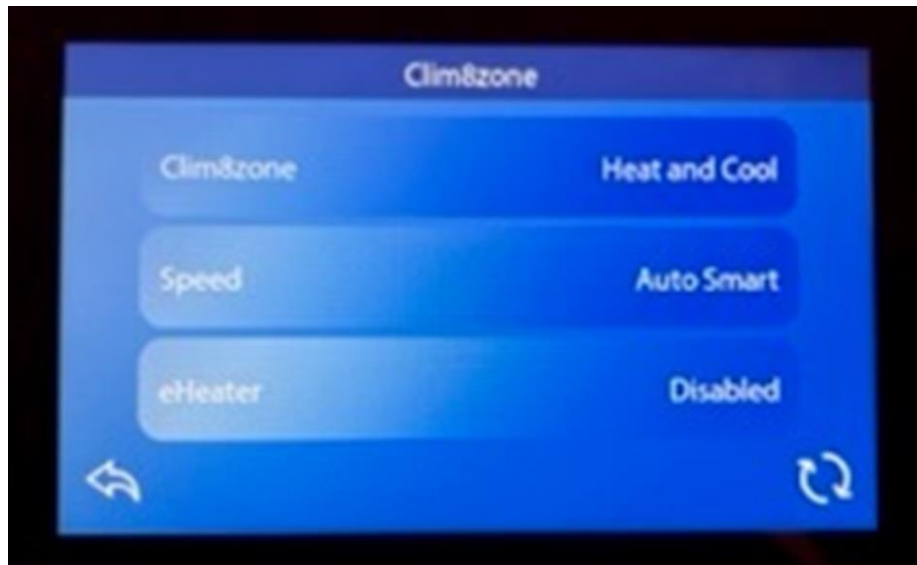 Clim8zone
Clim8zone Heat and Cool
Speed Auto Smart
eHeater Disabled